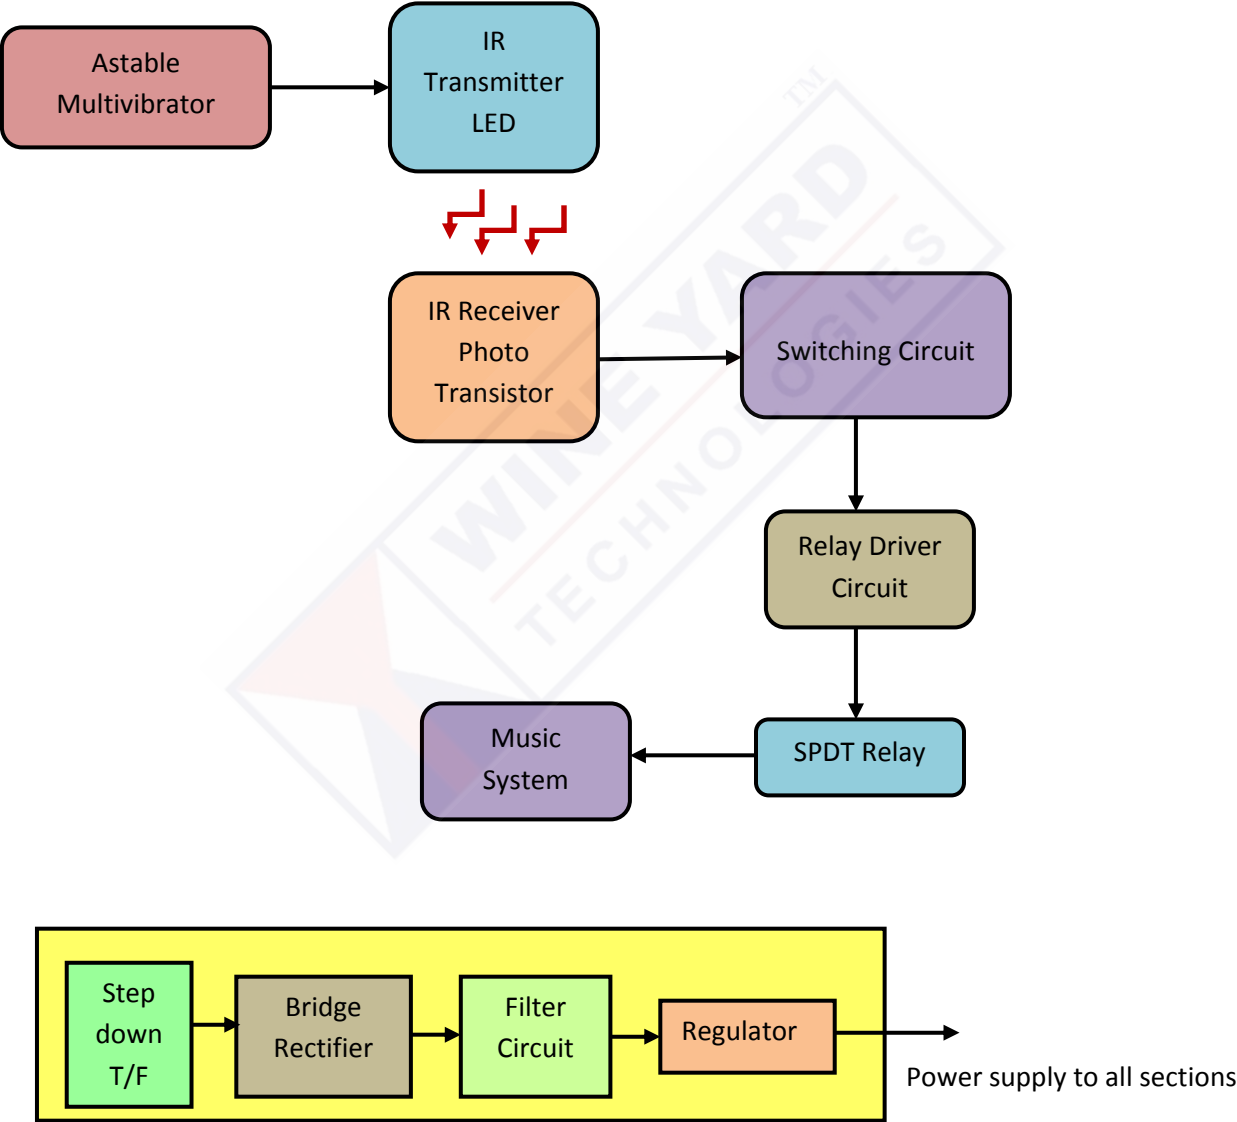 Astable
Multivibrator
IR
Transmitter
LED
IR Receiver
Photo
Transistor
Switching Circuit
Relay Driver
Circuit
Music
System
SPDT Relay
WINE YARD
TECHNOLOGIES
TM
Step
down
T/F
Bridge
Rectifier
Filter
Circuit
Regulator
Power supply to all sections